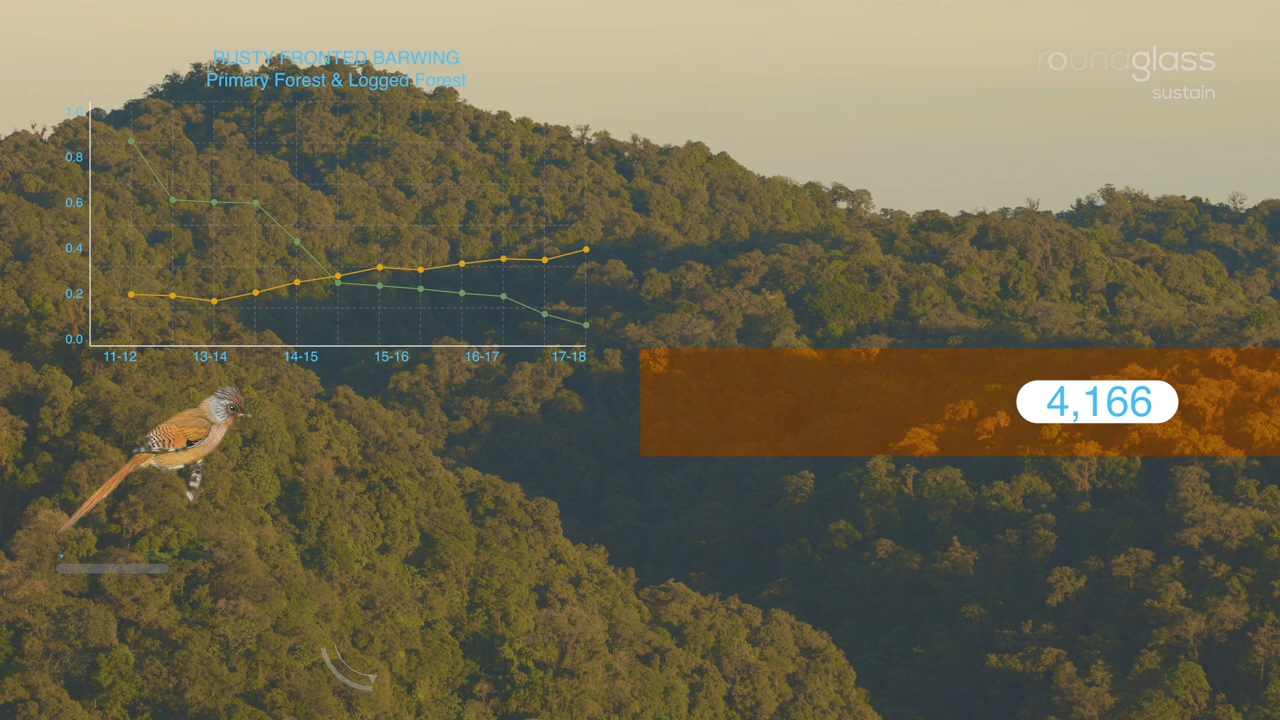 RUSTY FRONTED BARWING
Primary Forest & Logged Forest
roundglass
sustain
1.0
0.8
0.6
0.4
0.2
0.0
11-12 13-14 14-15 15-16 16-17 17-18
4,166